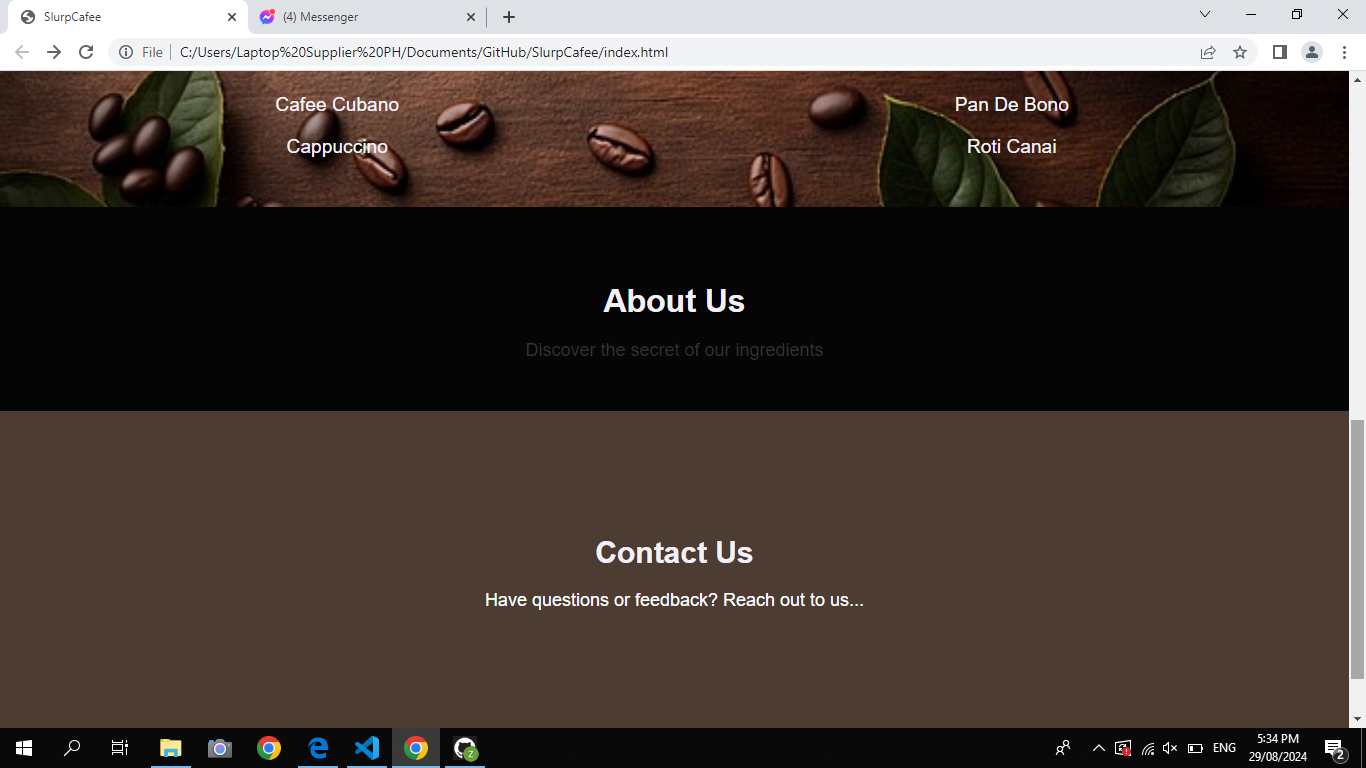 SlurpCafee
(4) Messenger
File
C:/Users/Laptop%20Supplier%20PH/Documents/GitHub/SlurpCafee/index.html
Cafee Cubano
Pan De Bono
Cappuccino
Roti Canai
About Us
Discover the secret of our ingredients
Contact Us
Have questions or feedback? Reach out to us...
ENG
5:34 PM
29/08/2024
2
z